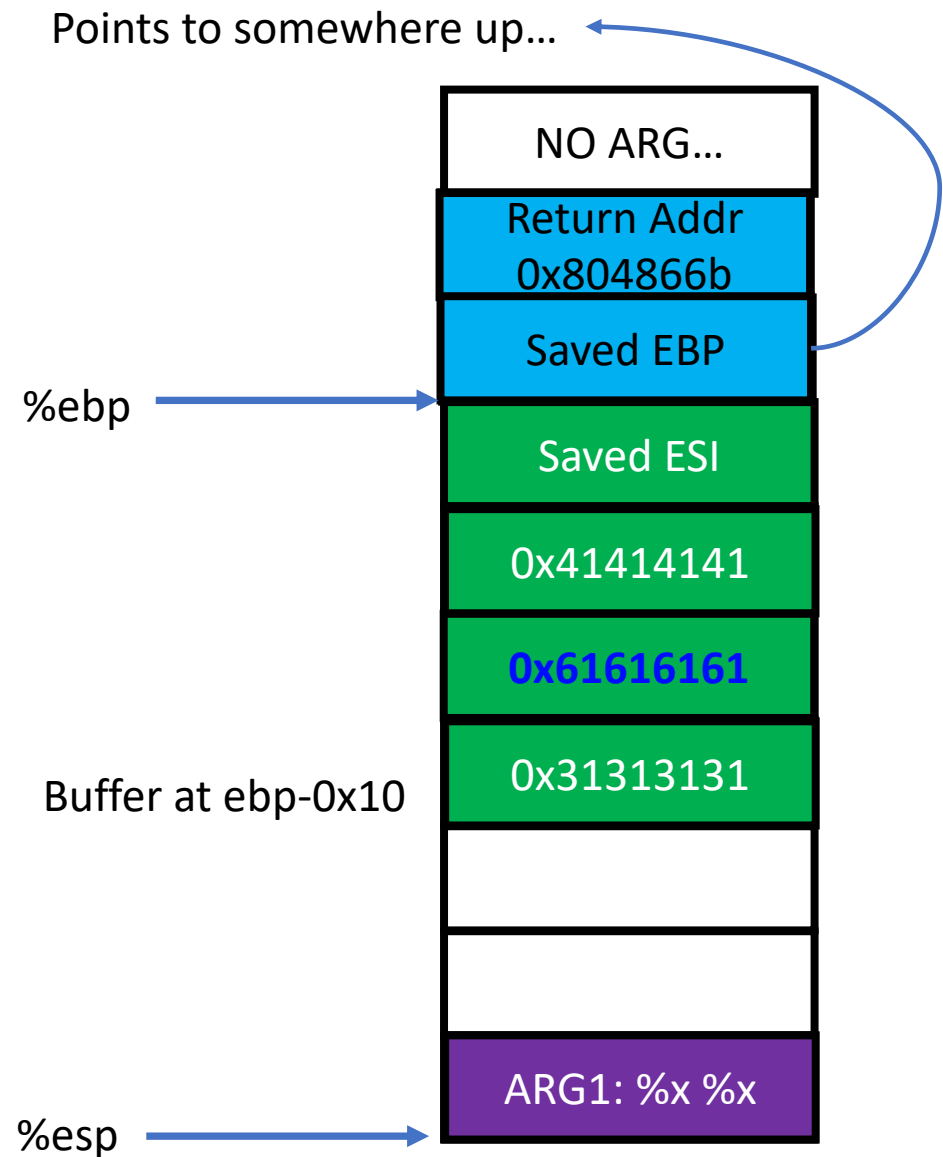 Points to somewhere up…
NO ARG…
Return Addr
0x804866b
Saved EBP
%ebp
Saved ESI
0x41414141
0x61616161
0x31313131
Buffer at ebp-0x10
ARG1: %x %x
%esp